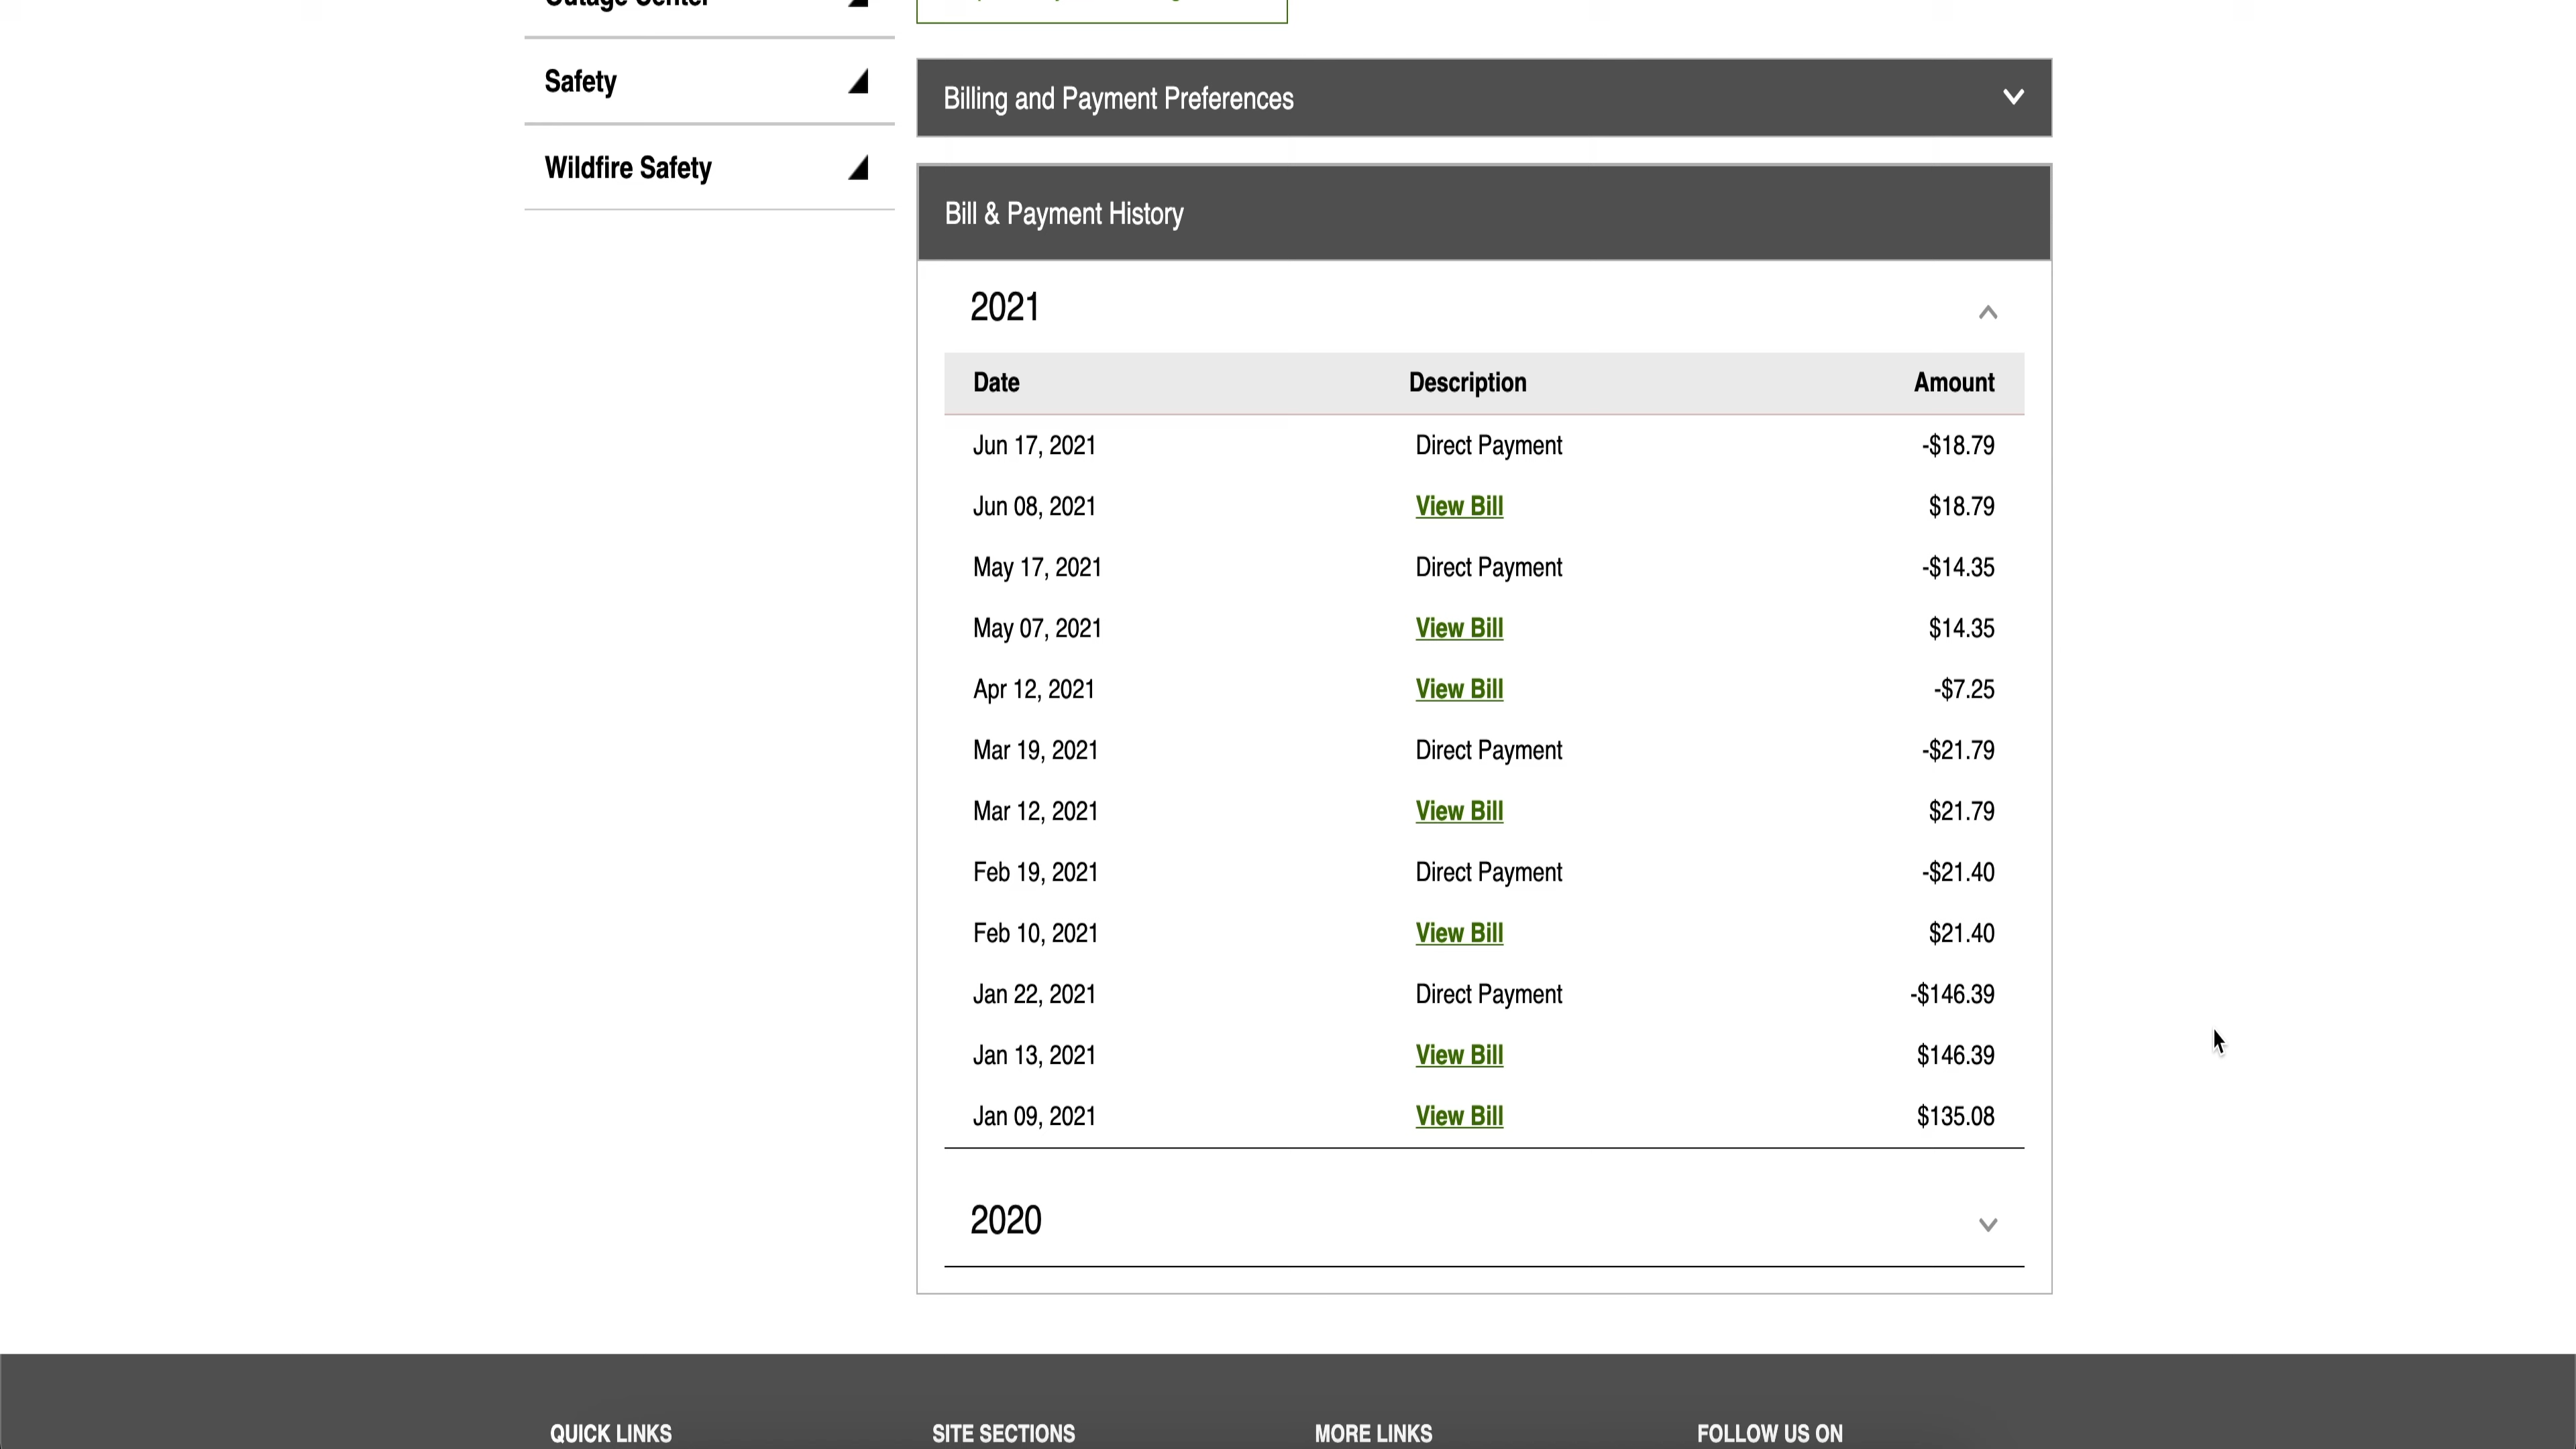 Outage Center
Safety
Wildfire Safety
Billing and Payment Preferences
Bill & Payment History
2021
Date Description Amount
Jun 17, 2021 Direct Payment -$18.79
Jun 08, 2021 View Bill $18.79
May 17, 2021 Direct Payment -$14.35
May 07, 2021 View Bill $14.35
Apr 12, 2021 View Bill -$7.25
Mar 19, 2021 Direct Payment -$21.79
Mar 12, 2021 View Bill $21.79
Feb 19, 2021 Direct Payment -$21.40
Feb 10, 2021 View Bill $21.40
Jan 22, 2021 Direct Payment -$146.39
Jan 13, 2021 View Bill $146.39
Jan 09, 2021 View Bill $135.08
2020
QUICK LINKS SITE SECTIONS MORE LINKS FOLLOW US ON